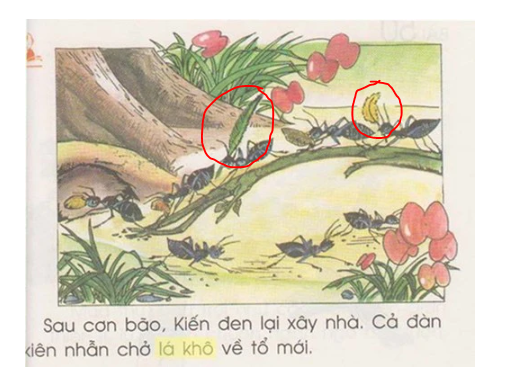 Sau cơn bão, Kiến đen lại xây nhà. Cả đàn
kiên nhẫn chở lá khô về tổ mới.